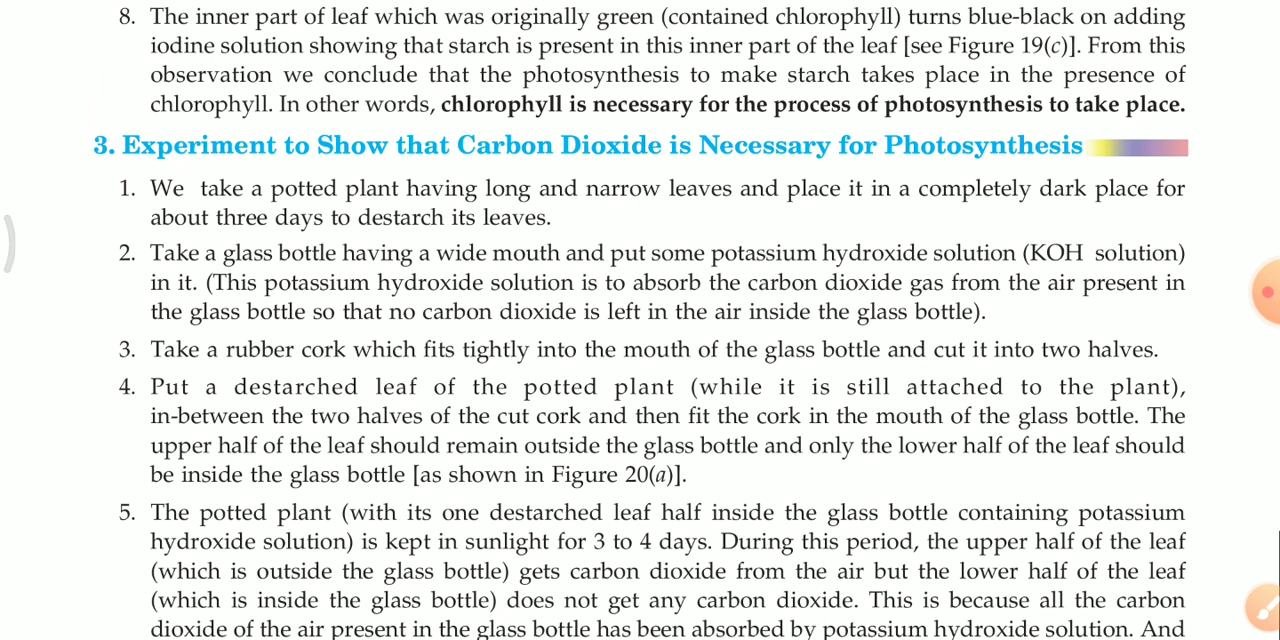 8. The inner part of leaf which was originally green (contained chlorophyll) turns blue-black on adding
iodine solution showing that starch is present in this inner part of the leaf [see Figure 19(c)]. From this
observation we conclude that the photosynthesis to make starch takes place in the presence of
chlorophyll. In other words, chlorophyll is necessary for the process of photosynthesis to take place.
3. Experiment to Show that Carbon Dioxide is Necessary for Photosynthesis
1. We take a potted plant having long and narrow leaves and place it in a completely dark place for
about three days to destarch its leaves.
2. Take a glass bottle having a wide mouth and put some potassium hydroxide solution (KOH solution)
in it. (This potassium hydroxide solution is to absorb the carbon dioxide gas from the air present in
the glass bottle so that no carbon dioxide is left in the air inside the glass bottle).
3. Take a rubber cork which fits tightly into the mouth of the glass bottle and cut it into two halves.
4. Put a destarched leaf of the potted plant (while it is still attached to the plant),
in-between the two halves of the cut cork and then fit the cork in the mouth of the glass bottle. The
upper half of the leaf should remain outside the glass bottle and only the lower half of the leaf should
be inside the glass bottle [as shown in Figure 20(a)].
5. The potted plant (with its one destarched leaf half inside the glass bottle containing potassium
hydroxide solution) is kept in sunlight for 3 to 4 days. During this period, the upper half of the leaf
(which is outside the glass bottle) gets carbon dioxide from the air but the lower half of the leaf
(which is inside the glass bottle) does not get any carbon dioxide. This is because all the carbon
dioxide of the air present in the glass bottle has been absorbed by potassium hydroxide solution. And